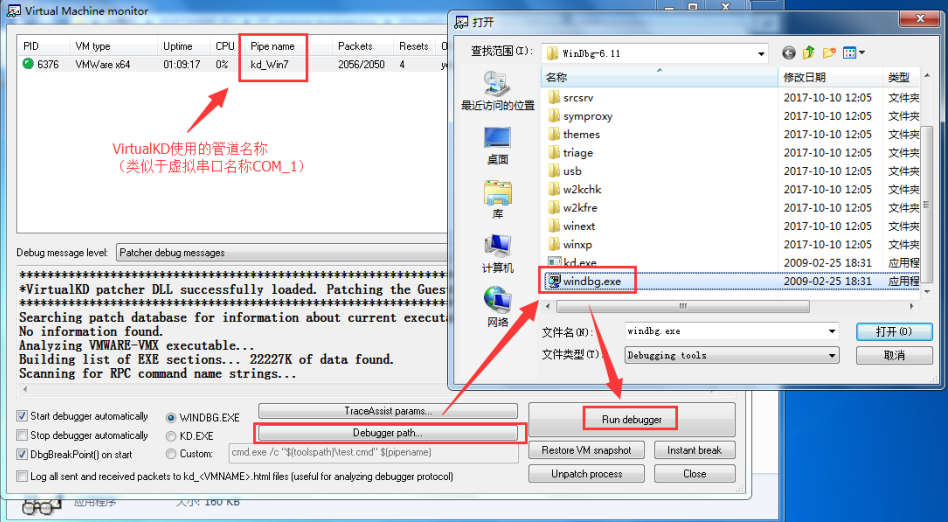 Virtual Machine monitor
PID VM type Uptime CPU Pipe name Packets Resets
6376 VMWare x64 01:09:17 0% kd_Win7 2056/2050 4
VirtualKD使用的管道名称
（类似于虚拟串口名称COM_1）
Debug message level: Patcher debug messages
*VirtualKD patcher DLL successfully loaded. Patching the Gues
Searching patch database for information about current execut
No information found.
Analyzing VMWARE-VMX executable...
Building list of EXE sections... 22227K of data found.
Scanning for RPC command name strings...
Start debugger automatically
Stop debugger automatically
DbgBreakPoint() on start
WINDBG.EXE
KD.EXE
Custom: cmd.exe /c "$(toolspath)\test.cmd" $(pipename)
TraceAssist params...
Debugger path...
Run debugger
Restore VM snapshot
Instant break
Unpatch process
Close
Log all sent and received packets to kd_<VMNAME>.html files (useful for analyzing debugger protocol)
应用程序 大小: 160 KB
打开
查找范围(I): WinDbg-6.11
最近访问的位置
桌面
库
计算机
网络
名称 修改日期 类型
srcsrv 2017-10-10 12:05 文件夹
symproxy 2017-10-10 12:05 文件夹
themes 2017-10-10 12:05 文件夹
triage 2017-10-10 12:05 文件夹
usb 2017-10-10 12:05 文件夹
w2kchk 2017-10-10 12:05 文件夹
w2kfre 2017-10-10 12:05 文件夹
winext 2017-10-10 12:05 文件夹
winxp 2017-10-10 12:05 文件夹
kd.exe 2009-02-25 18:31 应用程
windbg.exe 2009-02-25 18:31 应用程
文件名(N): windbg.exe
打开(O)
文件类型(T): Debugging tools
取消